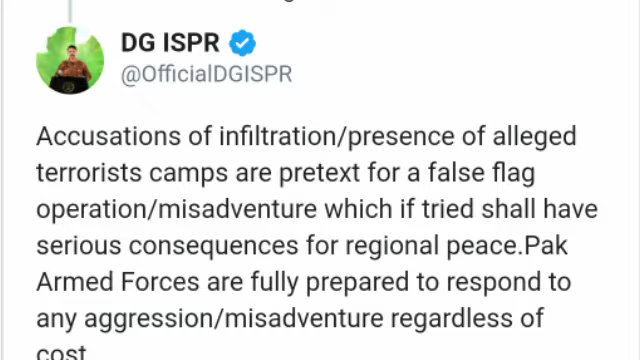 DG ISPR
@OfficialDGISPR
Accusations of infiltration/presence of alleged
terrorists camps are pretext for a false flag
operation/misadventure which if tried shall have
serious consequences for regional peace.Pak
Armed Forces are fully prepared to respond to
any aggression/misadventure regardless of
cost